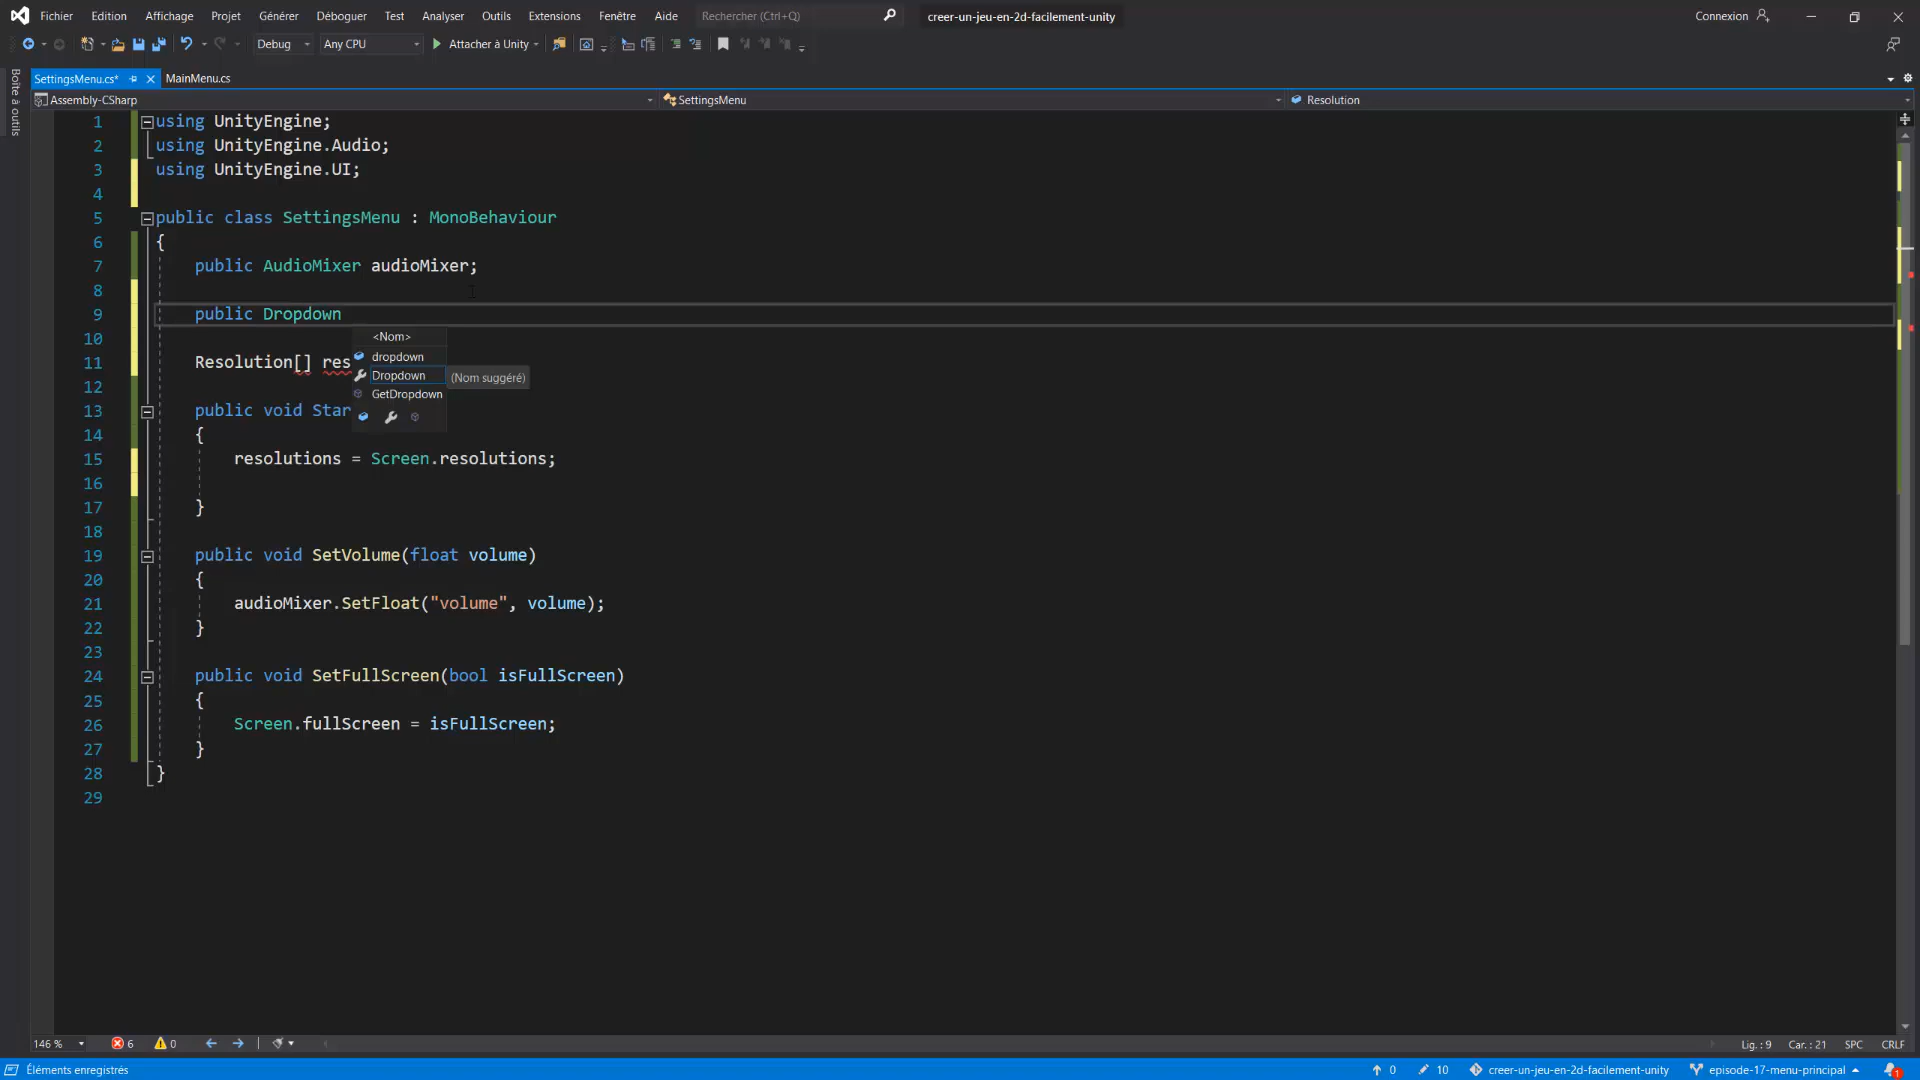 Fichier Edition Affichage Projet Générer Déboguer Test Analyser Outils Extensions Fenêtre Aide Rechercher (Ctrl+Q) creer-un-jeu-en-2d-facilement-unity Connexion
Debug Any CPU Attacher à Unity
Boîte à outils
SettingsMenu.cs* MainMenu.cs
Assembly-CSharp SettingsMenu Resolution
1 using UnityEngine;
2 using UnityEngine.Audio;
3 using UnityEngine.UI;
4
5 public class SettingsMenu : MonoBehaviour
6 {
7 public AudioMixer audioMixer;
8
9 public Dropdown
10 <Nom>
dropdown
11 Resolution[] res
Dropdown (Nom suggéré)
12 GetDropdown
13 public void Star
14 {
15 resolutions = Screen.resolutions;
16
17 }
18
19 public void SetVolume(float volume)
20 {
21 audioMixer.SetFloat("volume", volume);
22 }
23
24 public void SetFullScreen(bool isFullScreen)
25 {
26 Screen.fullScreen = isFullScreen;
27 }
28 }
29
146 % 6 0 Lig. : 9 Car. : 21 SPC CRLF
Éléments enregistrés 0 10 creer-un-jeu-en-2d-facilement-unity episode-17-menu-principal 1